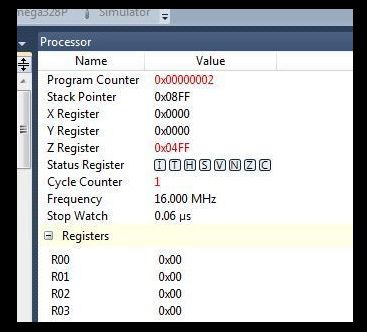 mega328P Simulator
Processor
Name Value
Program Counter 0x00000002
Stack Pointer 0x08FF
X Register 0x0000
Y Register 0x0000
Z Register 0x04FF
Status Register I T H S V N Z C
Cycle Counter 1
Frequency 16.000 MHz
Stop Watch 0.06 µs
Registers
R00 0x00
R01 0x00
R02 0x00
R03 0x00